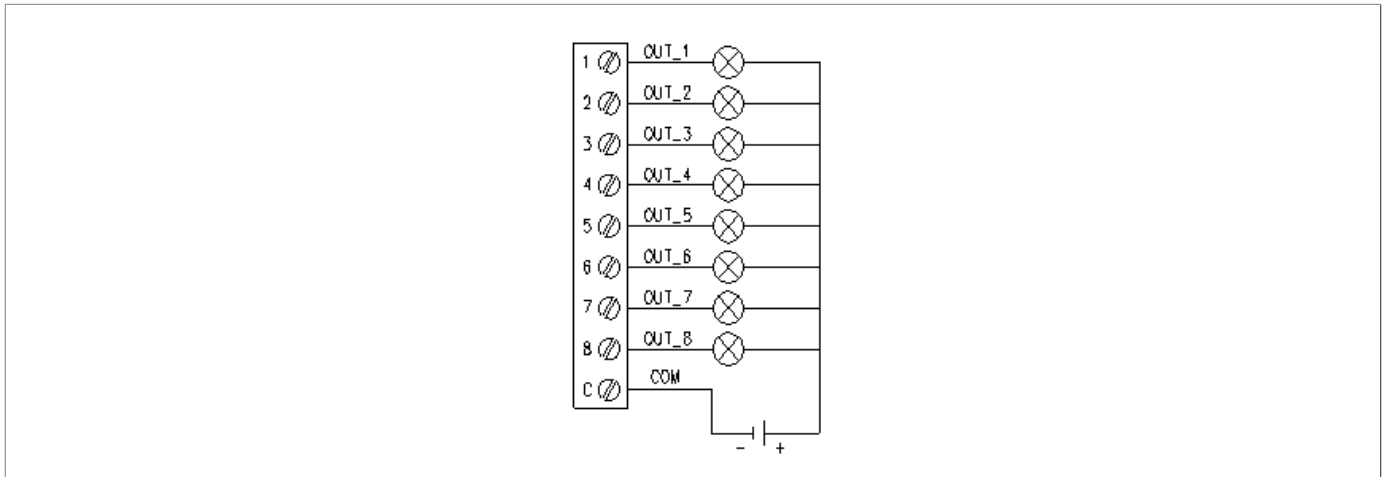 1 OUT_1
2 OUT_2
3 OUT_3
4 OUT_4
5 OUT_5
6 OUT_6
7 OUT_7
8 OUT_8
C COM
- +